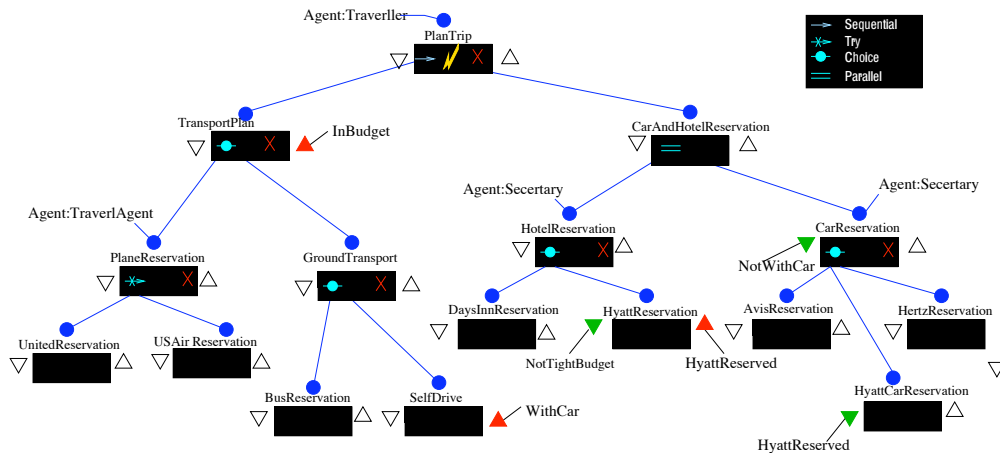 Agent:Traverller
PlanTrip
Sequential
Try
Choice
Parallel
TransportPlan
InBudget
CarAndHotelReservation
Agent:TraverlAgent
Agent:Secertary
Agent:Secertary
PlaneReservation
GroundTransport
HotelReservation
CarReservation
NotWithCar
UnitedReservation
USAir Reservation
DaysInnReservation
HyattReservation
AvisReservation
HertzReservation
NotTightBudget
HyattReserved
BusReservation
SelfDrive
WithCar
HyattCarReservation
HyattReserved